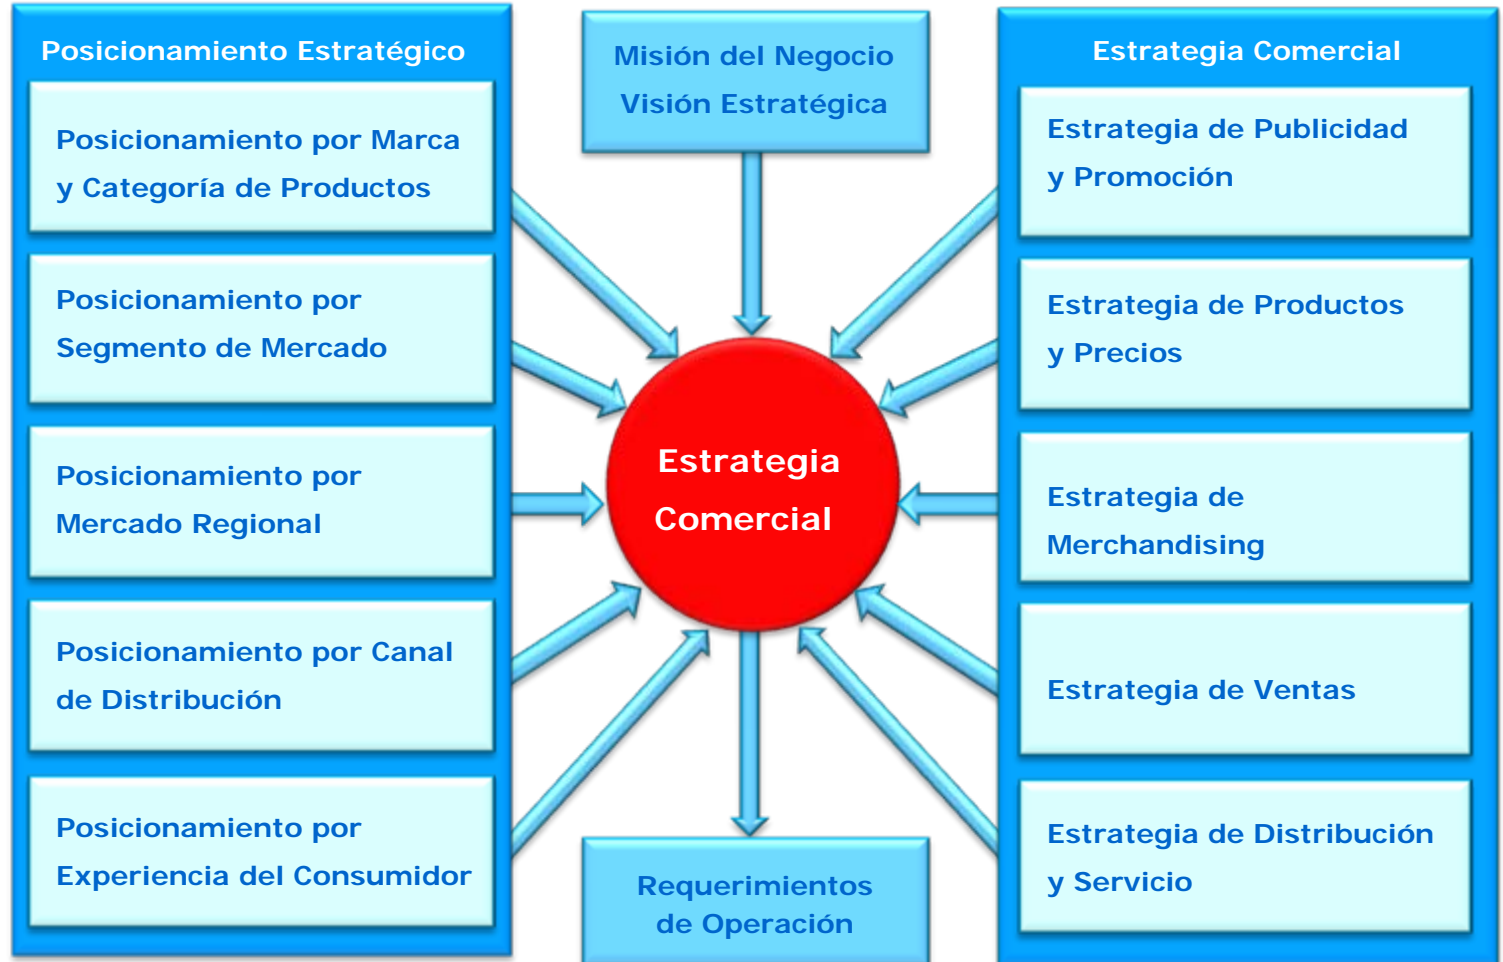 Posicionamiento Estratégico
Posicionamiento por Marca
y Categoría de Productos
Posicionamiento por
Segmento de Mercado
Posicionamiento por
Mercado Regional
Posicionamiento por Canal
de Distribución
Posicionamiento por
Experiencia del Consumidor
Misión del Negocio
Visión Estratégica
Estrategia
Comercial
Requerimientos
de Operación
Estrategia Comercial
Estrategia de Publicidad
y Promoción
Estrategia de Productos
y Precios
Estrategia de
Merchandising
Estrategia de Ventas
Estrategia de Distribución
y Servicio